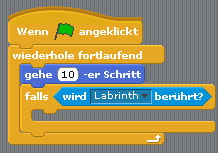 Wenn angeklickt
wiederhole fortlaufend
gehe 10 -er Schritt
falls wird Labrinth berührt?